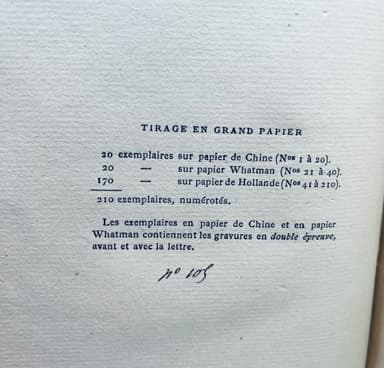 TIRAGE EN GRAND PAPIER
20 exemplaires sur papier de Chine (Nos 1 à 20).
20 — sur papier Whatman (Nos 21 à 40).
170 — sur papier de Hollande (Nos 41 à 210).
210 exemplaires, numérotés.
Les exemplaires en papier de Chine et en papier
Whatman contiennent les gravures en double épreuve,
avant et avec la lettre.
no 105